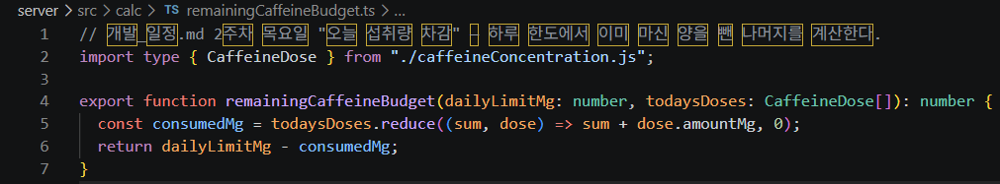 server > src > calc > TS remainingCaffeineBudget.ts > ...
1 // 개발_일정.md 2주차 목요일 "오늘 섭취량 차감" — 하루 한도에서 이미 마신 양을 뺀 나머지를 계산한다.
2 import type { CaffeineDose } from "./caffeineConcentration.js";
3
4 export function remainingCaffeineBudget(dailyLimitMg: number, todaysDoses: CaffeineDose[]): number {
5 const consumedMg = todaysDoses.reduce((sum, dose) => sum + dose.amountMg, 0);
6 return dailyLimitMg - consumedMg;
7 }